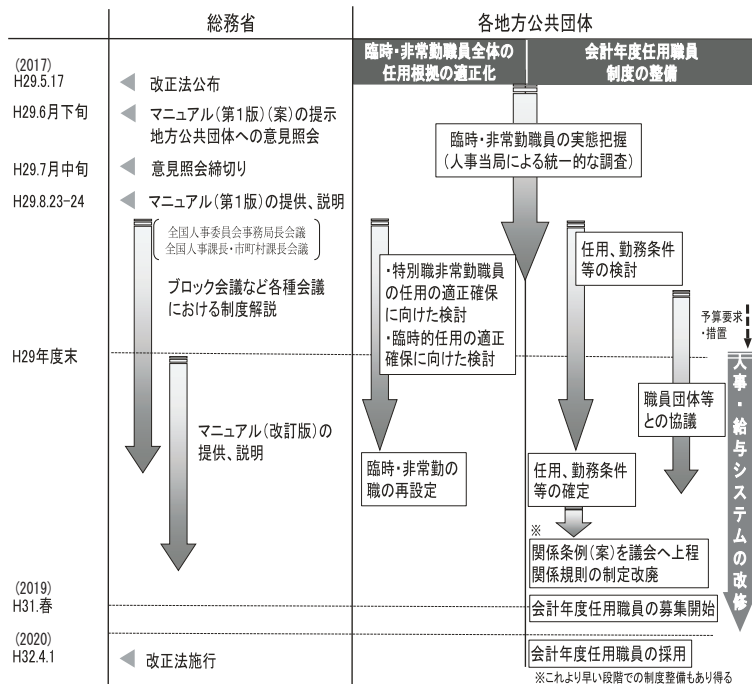 総務省
各地方公共団体
臨時・非常勤職員全体の
任用根拠の適正化
会計年度任用職員
制度の整備
(2017)
H29.5.17
改正法公布
H29.6月下旬
マニュアル(第1版)(案)の提示
地方公共団体への意見照会
臨時・非常勤職員の実態把握
(人事当局による統一的な調査)
H29.7月中旬
意見照会締切り
H29.8.23-24
マニュアル(第1版)の提供、説明
全国人事委員会事務局長会議
全国人事課長・市町村課長会議
ブロック会議など各種会議
における制度解説
・特別職非常勤職員
の任用の適正確保
に向けた検討
・臨時的任用の適正
確保に向けた検討
任用、勤務条件
等の検討
予算要求
・措置
H29年度末
人事・給与システムの改修
職員団体等
との協議
マニュアル(改訂版)の
提供、説明
臨時・非常勤の
職の再設定
任用、勤務条件
等の確定
※
関係条例(案)を議会へ上程
関係規則の制定改廃
(2019)
H31.春
会計年度任用職員の募集開始
(2020)
H32.4.1
改正法施行
会計年度任用職員の採用
※これより早い段階での制度整備もあり得る